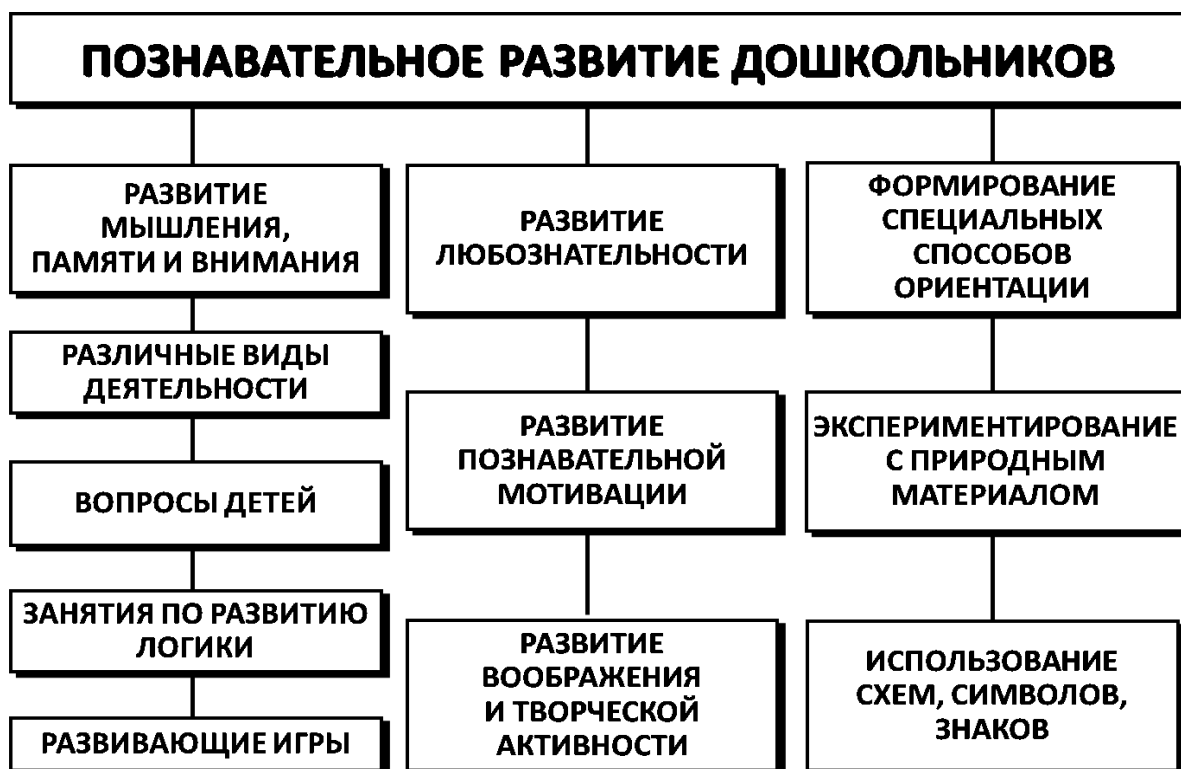 ПОЗНАВАТЕЛЬНОЕ РАЗВИТИЕ ДОШКОЛЬНИКОВ
РАЗВИТИЕ
МЫШЛЕНИЯ,
ПАМЯТИ И ВНИМАНИЯ
РАЗЛИЧНЫЕ ВИДЫ
ДЕЯТЕЛЬНОСТИ
ВОПРОСЫ ДЕТЕЙ
ЗАНЯТИЯ ПО РАЗВИТИЮ
ЛОГИКИ
РАЗВИВАЮЩИЕ ИГРЫ
РАЗВИТИЕ
ЛЮБОЗНАТЕЛЬНОСТИ
РАЗВИТИЕ
ПОЗНАВАТЕЛЬНОЙ
МОТИВАЦИИ
РАЗВИТИЕ
ВООБРАЖЕНИЯ
И ТВОРЧЕСКОЙ
АКТИВНОСТИ
ФОРМИРОВАНИЕ
СПЕЦИАЛЬНЫХ
СПОСОБОВ
ОРИЕНТАЦИИ
ЭКСПЕРИМЕНТИРОВАНИЕ
С ПРИРОДНЫМ
МАТЕРИАЛОМ
ИСПОЛЬЗОВАНИЕ
СХЕМ, СИМВОЛОВ,
ЗНАКОВ